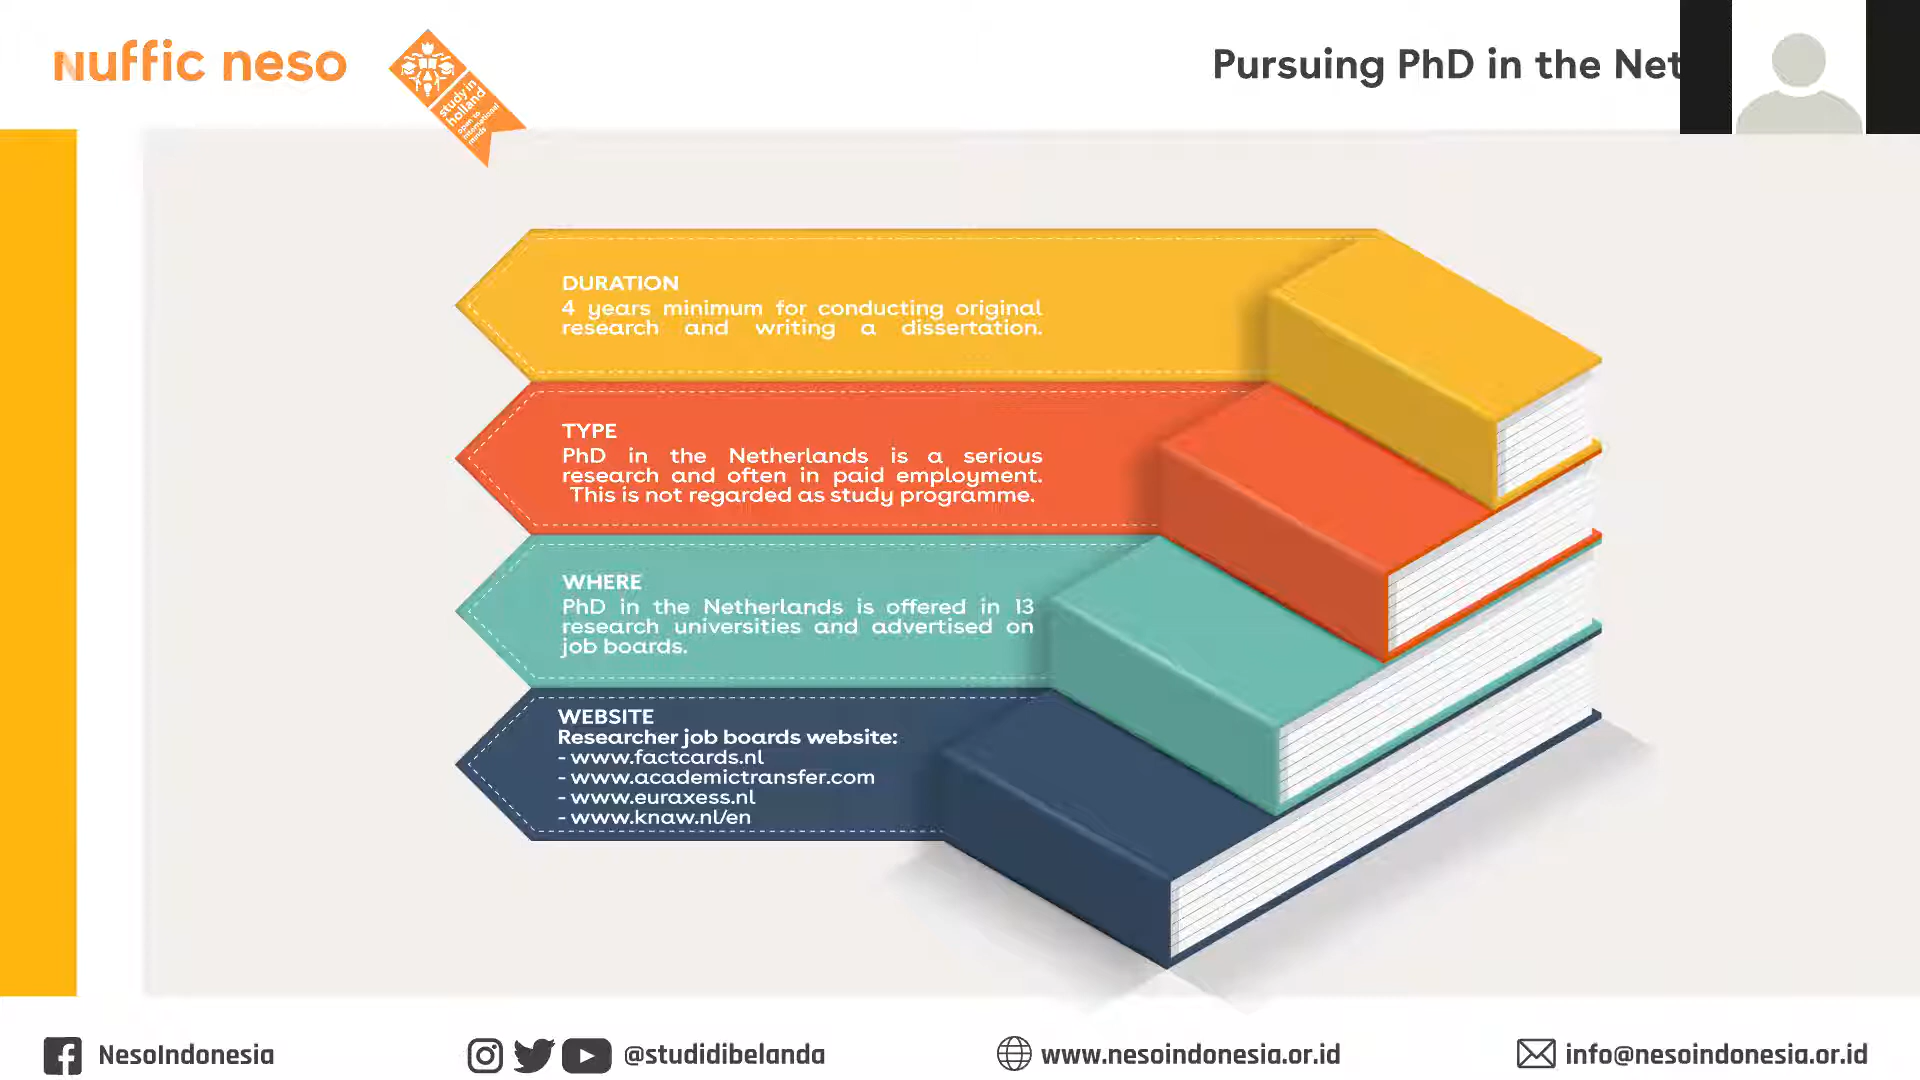 Nuffic neso
study in
holland
open to
international
minds
Pursuing PhD in the Net
DURATION
4 years minimum for conducting original
research and writing a dissertation.
TYPE
PhD in the Netherlands is a serious
research and often in paid employment.
This is not regarded as study programme.
WHERE
PhD in the Netherlands is offered in 13
research universities and advertised on
job boards.
WEBSITE
Researcher job boards website:
- www.factcards.nl
- www.academictransfer.com
- www.euraxess.nl
- www.knaw.nl/en
NesoIndonesia
@studidibelanda
www.nesoindonesia.or.id
info@nesoindonesia.or.id